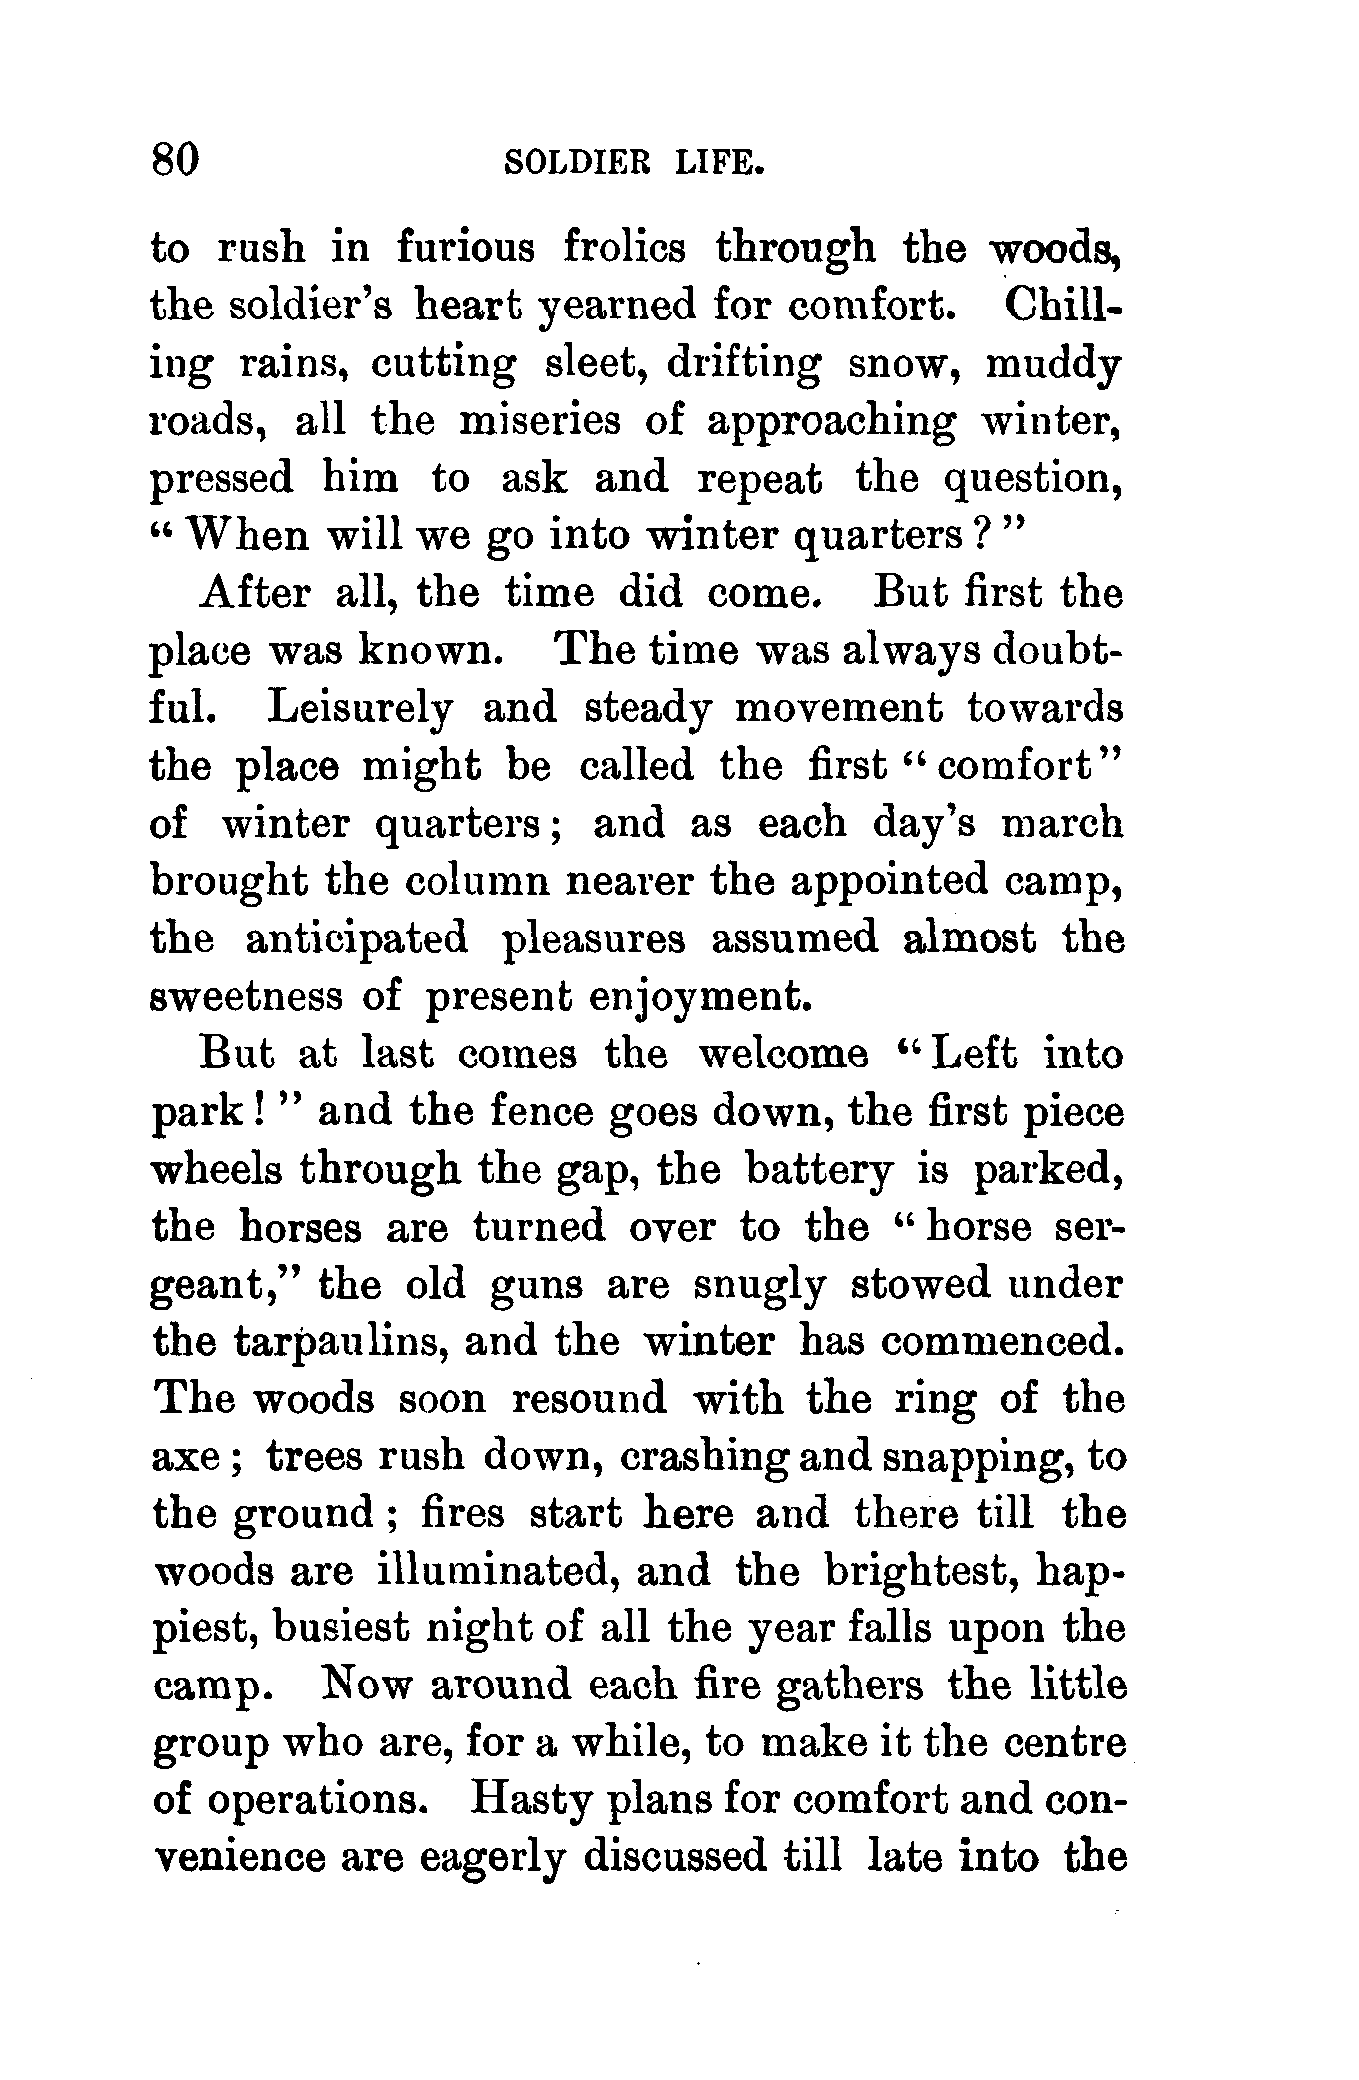 80 SOLDIER LIFE.
to rush in furious frolics through the woods,
the soldier's heart yearned for comfort. Chill-
ing rains, cutting sleet, drifting snow, muddy
roads, all the miseries of approaching winter,
pressed him to ask and repeat the question,
“ When will we go into winter quarters ? ”
After all, the time did come. But first the
place was known. The time was always doubt-
ful. Leisurely and steady movement towards
the place might be called the first “ comfort”
of winter quarters ; and as each day's march
brought the column nearer the appointed camp,
the anticipated pleasures assumed almost the
sweetness of present enjoyment.
But at last comes the welcome “ Left into
park ! ” and the fence goes down, the first piece
wheels through the gap, the battery is parked,
the horses are turned over to the “ horse ser-
geant,” the old guns are snugly stowed under
the tarpaulins, and the winter has commenced.
The woods soon resound with the ring of the
axe ; trees rush down, crashing and snapping, to
the ground ; fires start here and there till the
woods are illuminated, and the brightest, hap-
piest, busiest night of all the year falls upon the
camp. Now around each fire gathers the little
group who are, for a while, to make it the centre
of operations. Hasty plans for comfort and con-
venience are eagerly discussed till late into the